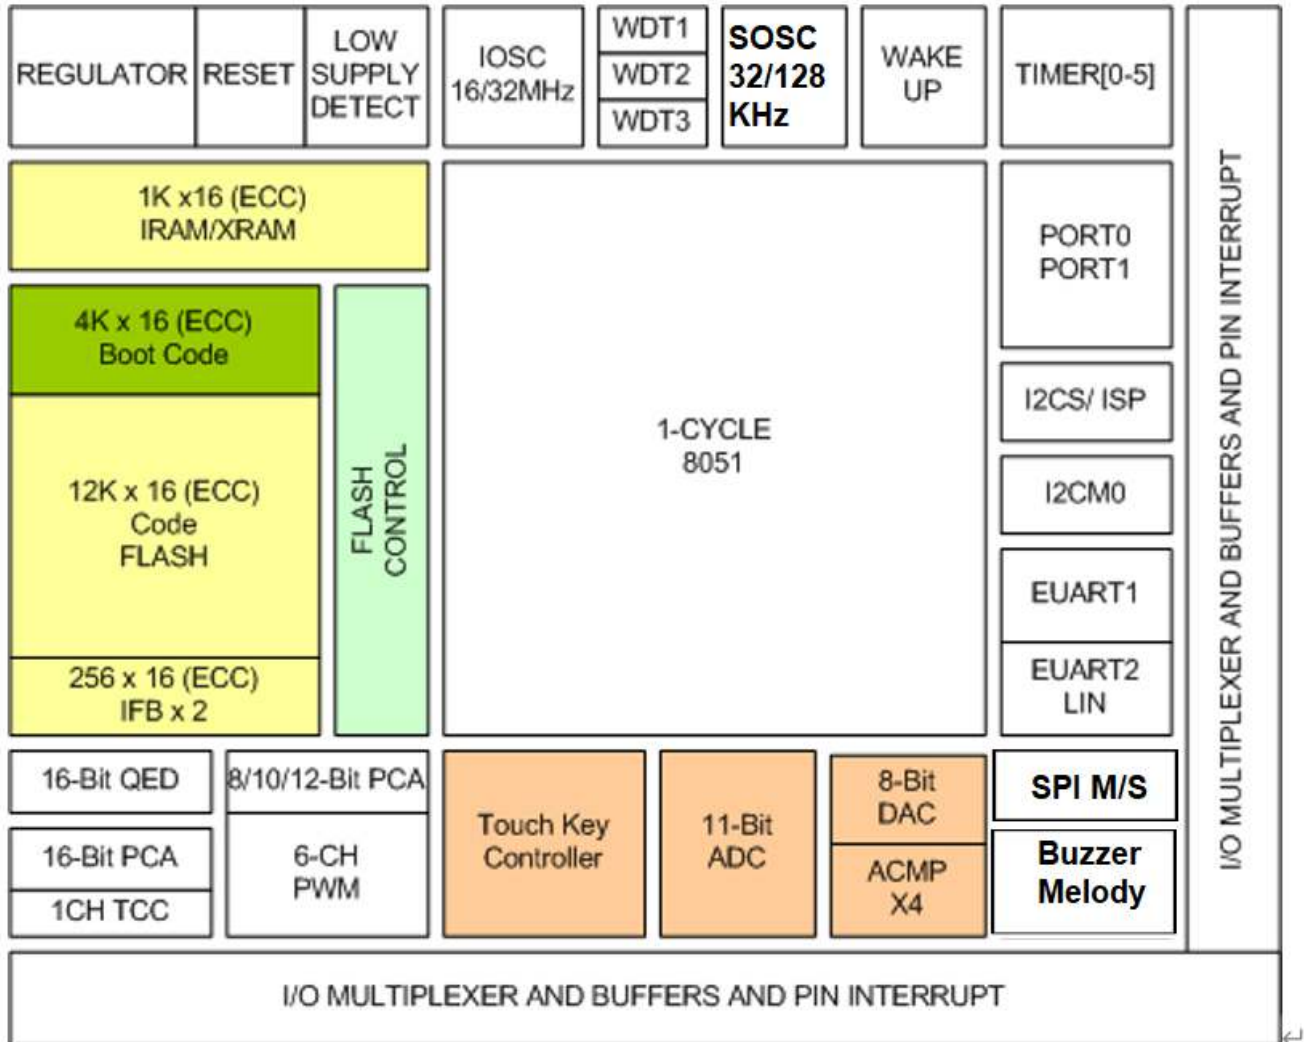 REGULATOR
RESET
LOW
SUPPLY
DETECT
IOSC
16/32MHz
WDT1
WDT2
WDT3
SOSC
32/128
KHz
WAKE
UP
TIMER[0-5]
1K x16 (ECC)
IRAM/XRAM
4K x 16 (ECC)
Boot Code
12K x 16 (ECC)
Code
FLASH
256 x 16 (ECC)
IFB x 2
FLASH
CONTROL
1-CYCLE
8051
PORT0
PORT1
I2CS/ ISP
I2CM0
EUART1
EUART2
LIN
16-Bit QED
16-Bit PCA
1CH TCC
8/10/12-Bit PCA
6-CH
PWM
Touch Key
Controller
11-Bit
ADC
8-Bit
DAC
ACMP
X4
SPI M/S
Buzzer
Melody
I/O MULTIPLEXER AND BUFFERS AND PIN INTERRUPT
I/O MULTIPLEXER AND BUFFERS AND PIN INTERRUPT